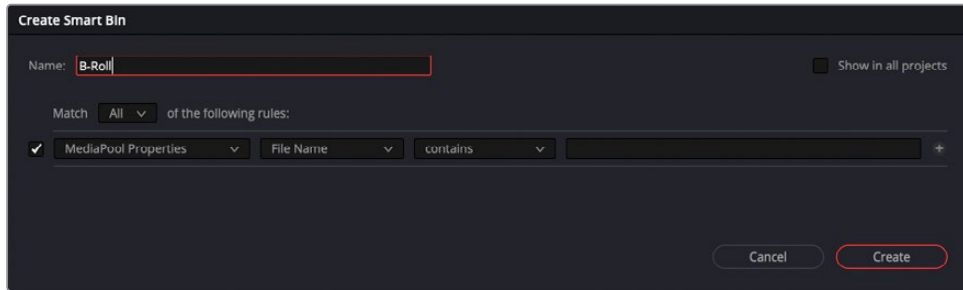 Create Smart Bin
Name: B-Roll Show in all projects
Match All of the following rules:
MediaPool Properties File Name contains +
Cancel Create